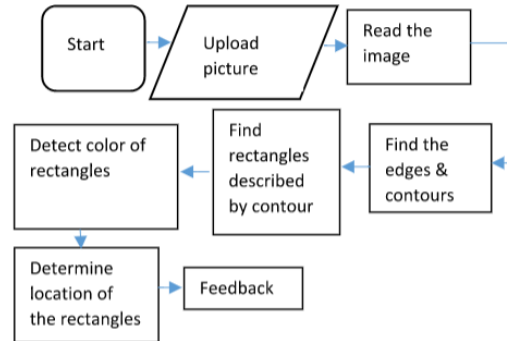 Start
Upload
picture
Read the
image
Find the
edges &
contours
Find
rectangles
described
by contour
Detect color of
rectangles
Determine
location of
the rectangles
Feedback